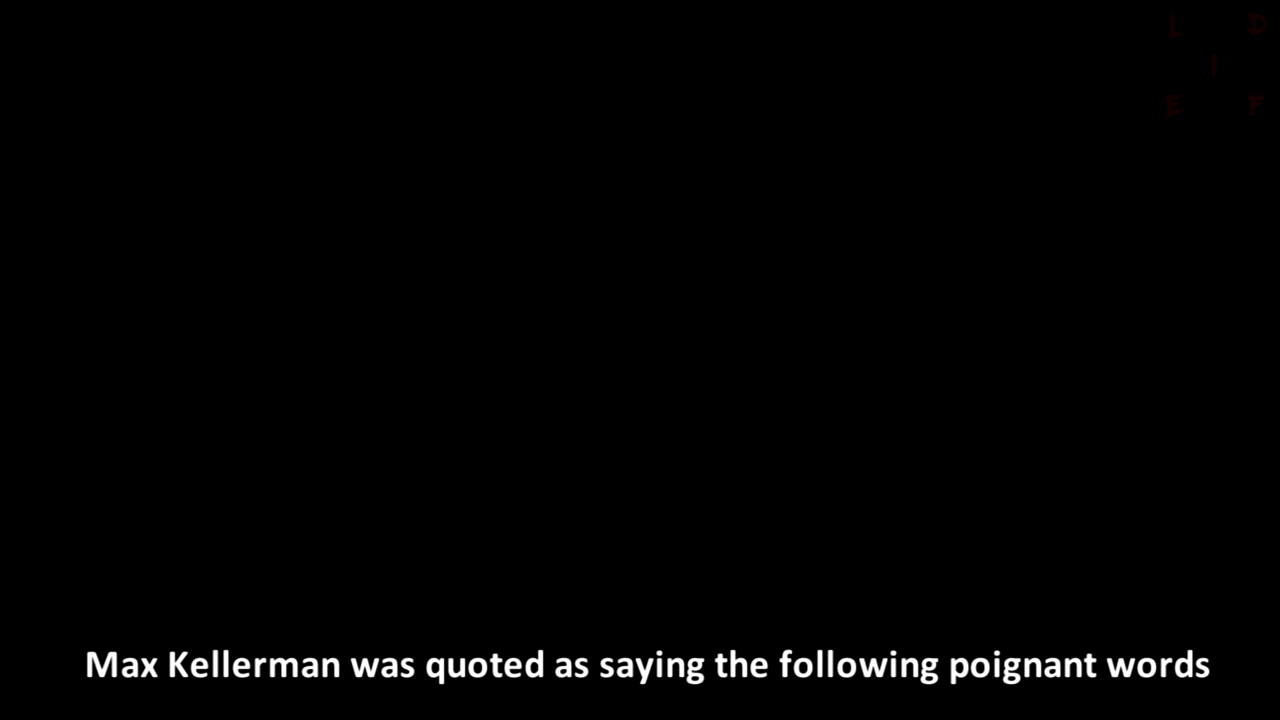 L D
I
E F
Max Kellerman was quoted as saying the following poignant words